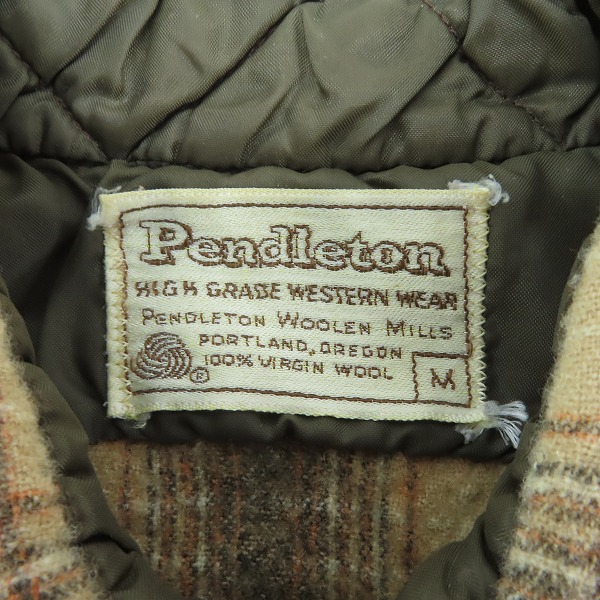 Pendleton
HIGH GRADE WESTERN WEAR
PENDLETON WOOLEN MILLS
PORTLAND, OREGON
100% VIRGIN WOOL
M
®